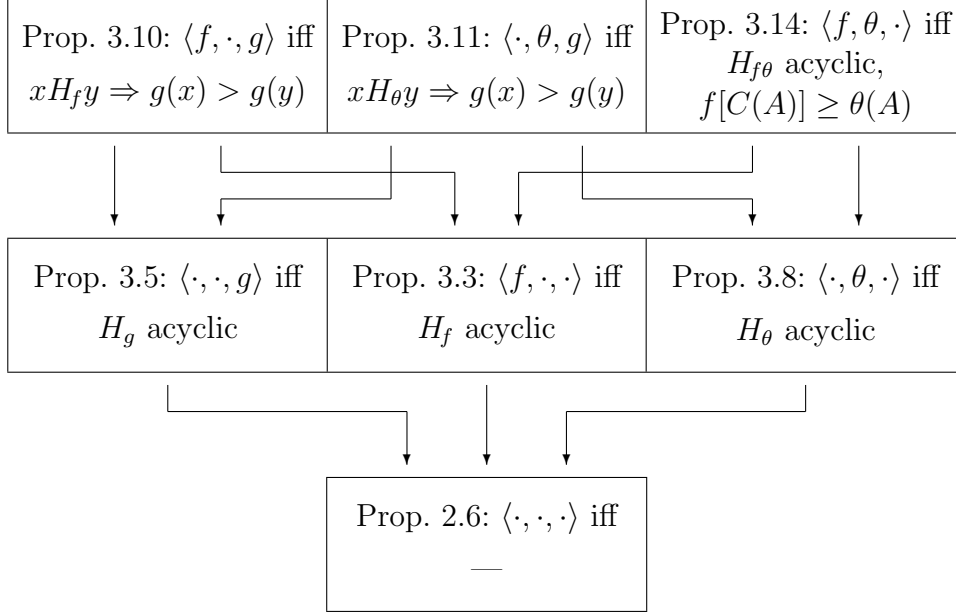 Prop. 3.10: ⟨f, ·, g⟩ iff
xH_f y ⇒ g(x) > g(y)
Prop. 3.11: ⟨·, θ, g⟩ iff
xH_θ y ⇒ g(x) > g(y)
Prop. 3.14: ⟨f, θ, ·⟩ iff
H_{fθ} acyclic,
f[C(A)] ≥ θ(A)
Prop. 3.5: ⟨·, ·, g⟩ iff
H_g acyclic
Prop. 3.3: ⟨f, ·, ·⟩ iff
H_f acyclic
Prop. 3.8: ⟨·, θ, ·⟩ iff
H_θ acyclic
Prop. 2.6: ⟨·, ·, ·⟩ iff
—